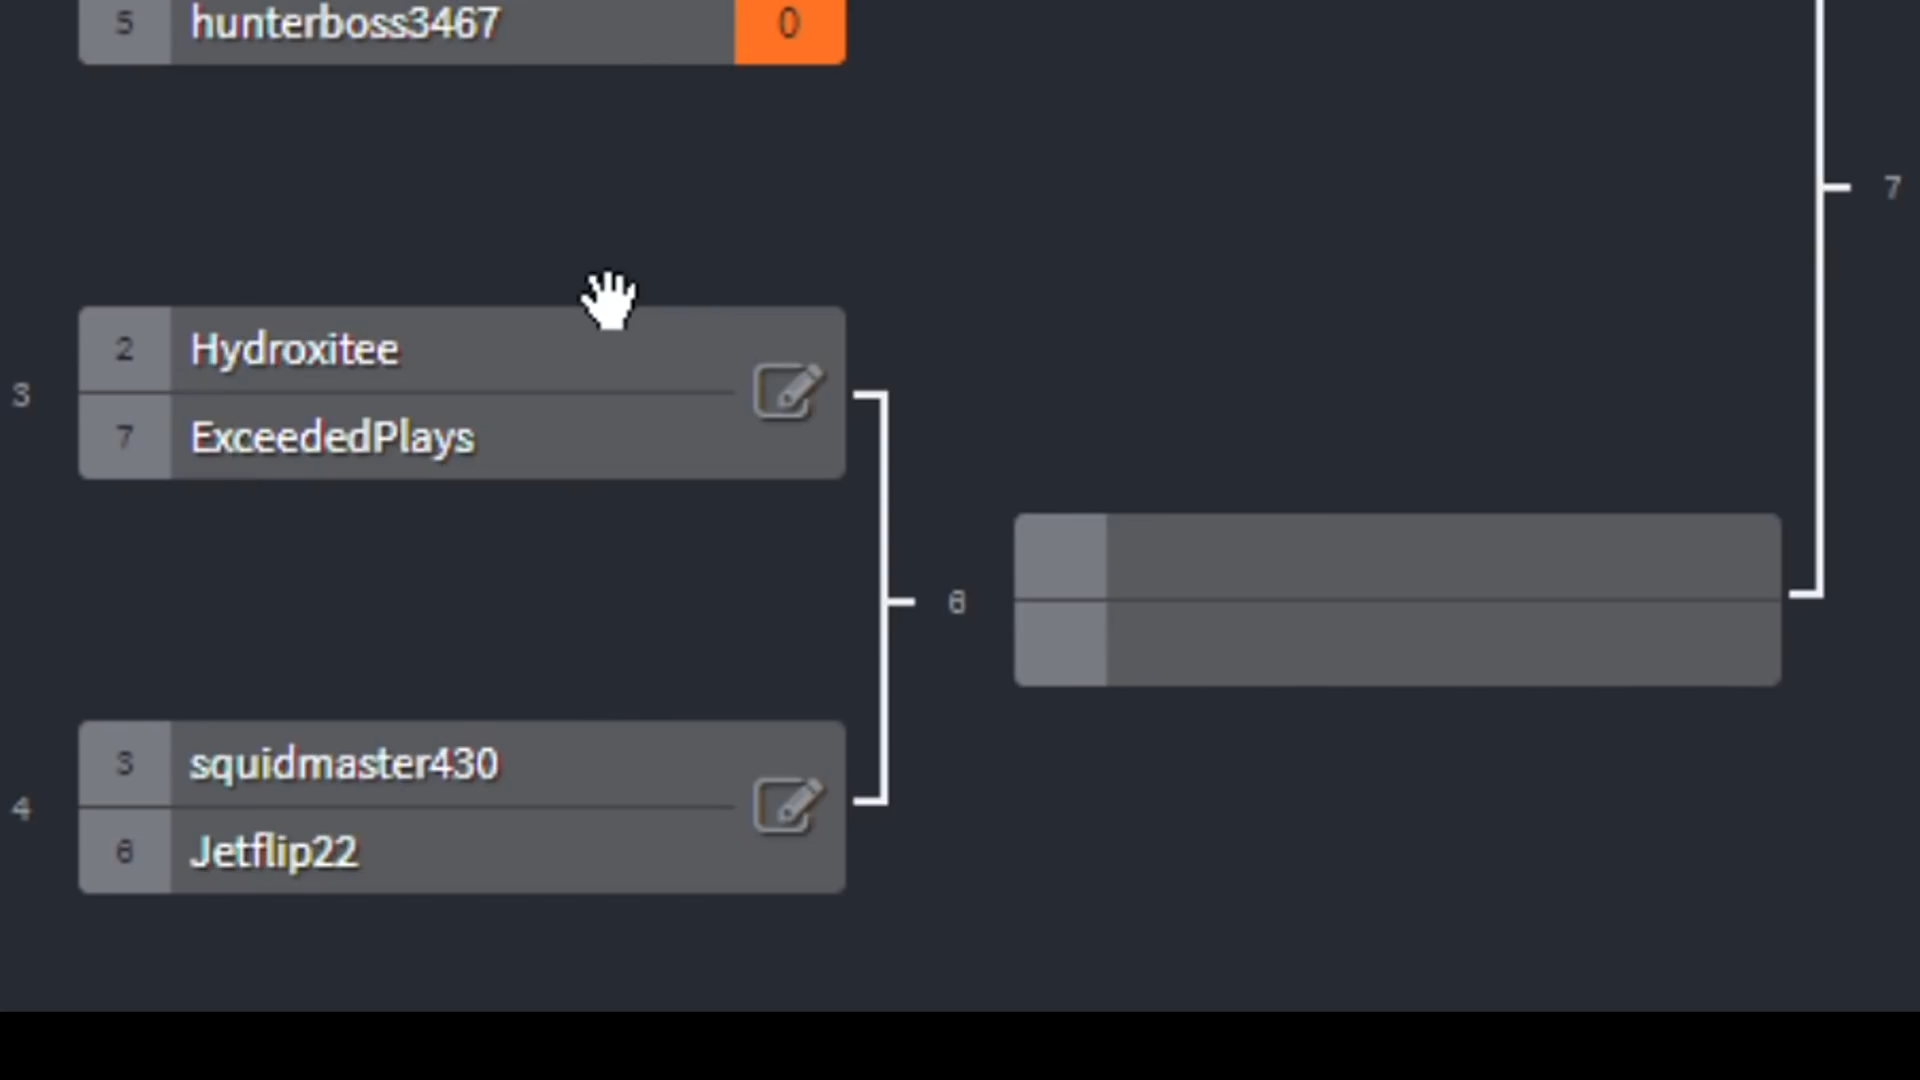 5 hunterboss3467 0
7
2 Hydroxitee
3
7 ExceededPlays
6
3 squidmaster430
4
6 Jetflip22